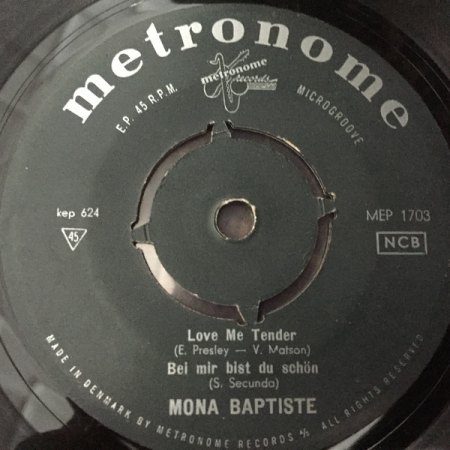 metronome
E.P. 45 R.P.M.
metronome
Records
MICROGROOVE
kep 624
MEP 1703
45
NCB
Love Me Tender
(E. Presley — V. Matson)
Bei mir bist du schön
(S. Secunda)
MONA BAPTISTE
MADE IN DENMARK BY METRONOME RECORDS A/S ALL RIGHTS RESERVED